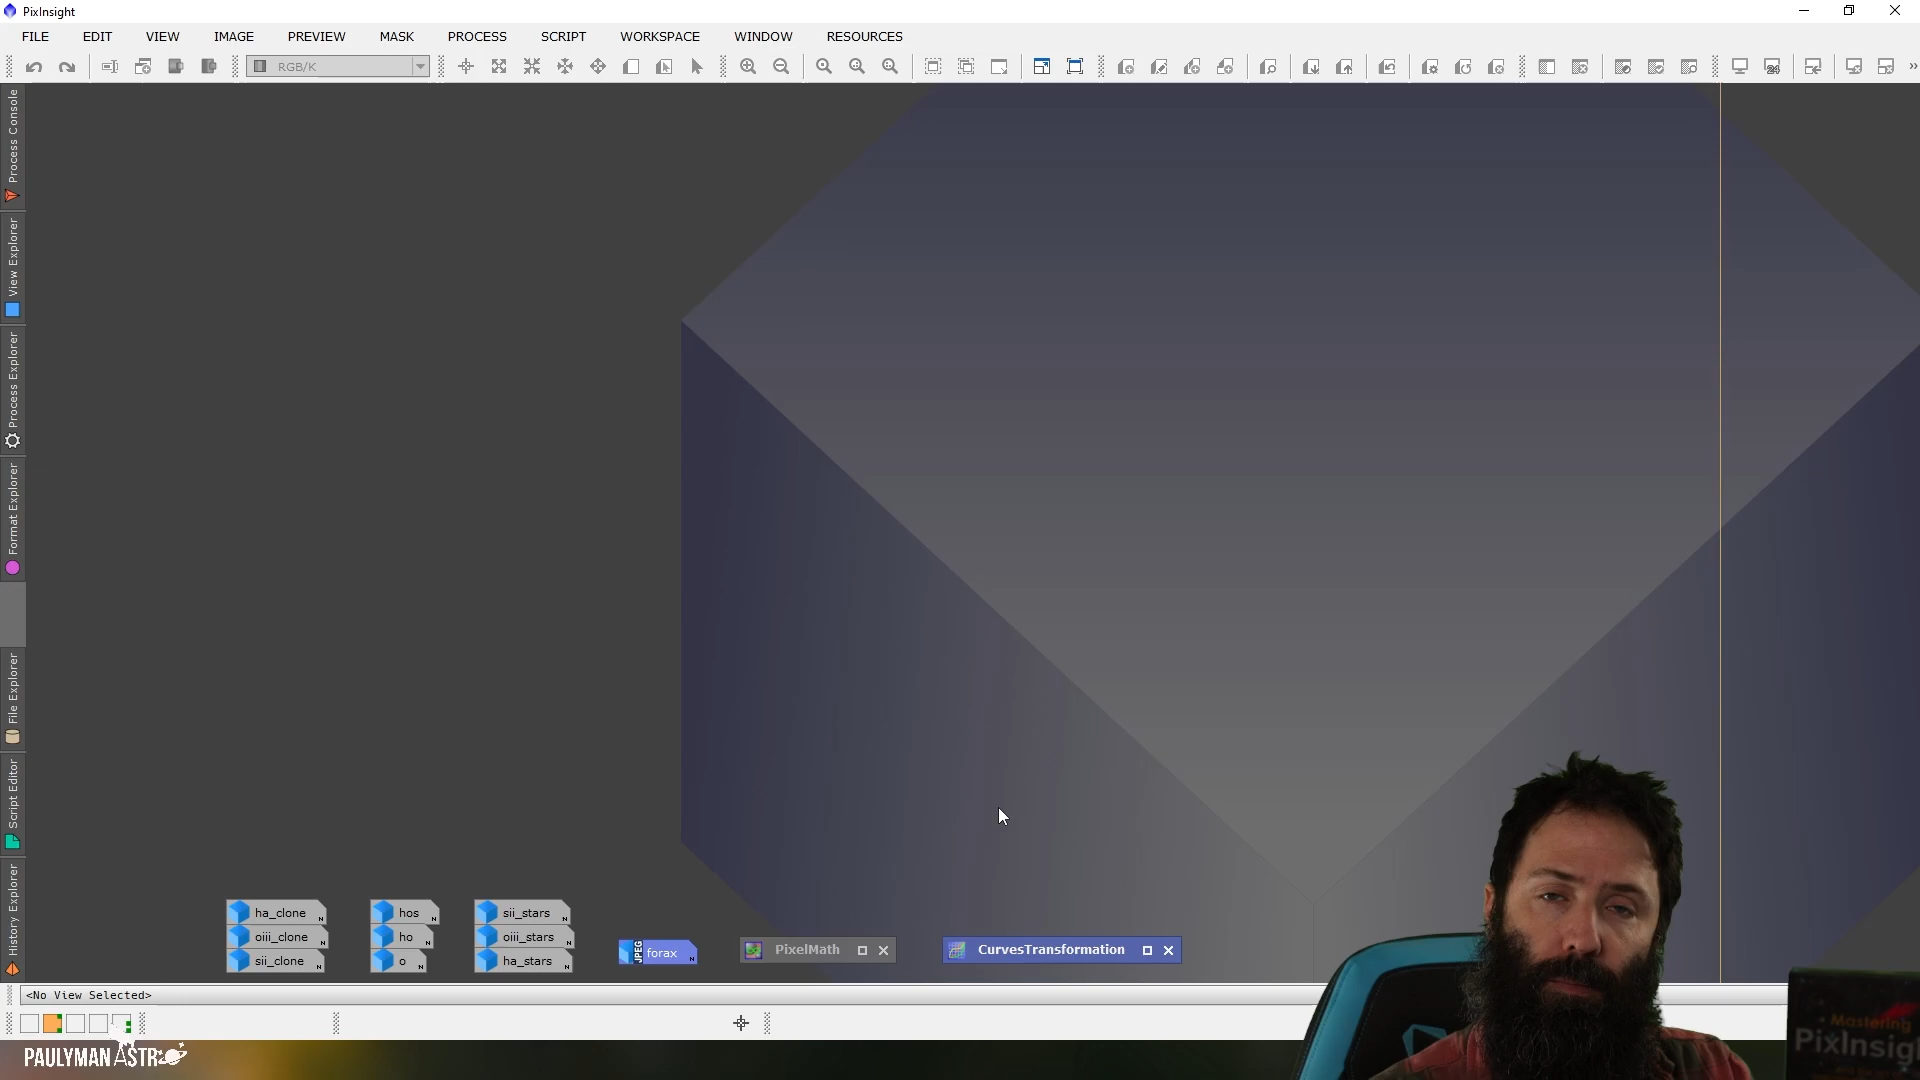 PixInsight
FILE EDIT VIEW IMAGE PREVIEW MASK PROCESS SCRIPT WORKSPACE WINDOW RESOURCES
RGB/K
24
Process Console
View Explorer
Process Explorer
Format Explorer
File Explorer
Script Editor
History Explorer
ha_clone
oiii_clone
sii_clone
hos
ho
o
sii_stars
oiii_stars
ha_stars
JPEG forax
PixelMath
CurvesTransformation
<No View Selected>
PAULYMAN ASTRO
Mastering
PixInsigh